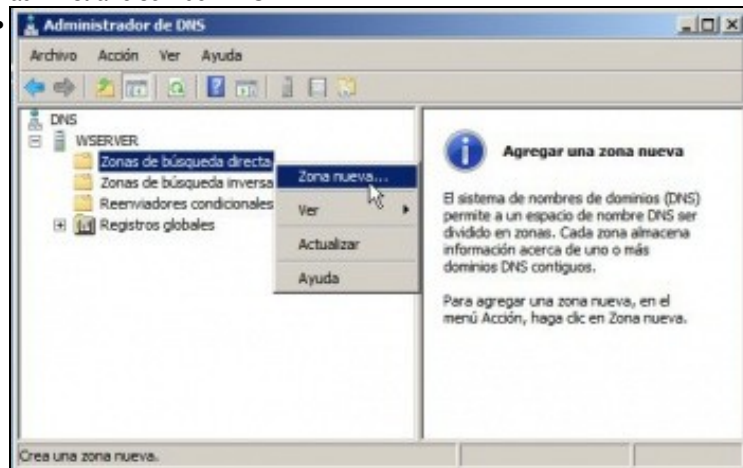 Administrador de DNS
Archivo Acción Ver Ayuda
DNS
WSERVER
Zonas de búsqueda directa
Zonas de búsqueda inversa
Reenviadores condicionales
Registros globales
Zona nueva...
Ver
Actualizar
Ayuda
Agregar una zona nueva
El sistema de nombres de dominios (DNS)
permite a un espacio de nombre DNS ser
dividido en zonas. Cada zona almacena
información acerca de uno o más
dominios DNS contiguos.
Para agregar una zona nueva, en el
menú Acción, haga clic en Zona nueva.
Crea una zona nueva.